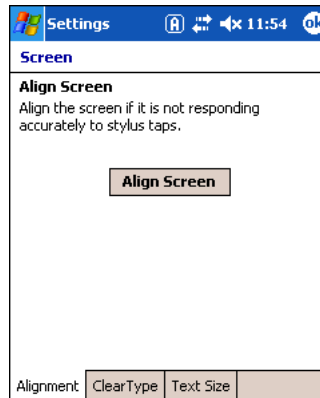 Settings A 11:54 ok
Screen
Align Screen
Align the screen if it is not responding
accurately to stylus taps.
Align Screen
Alignment ClearType Text Size